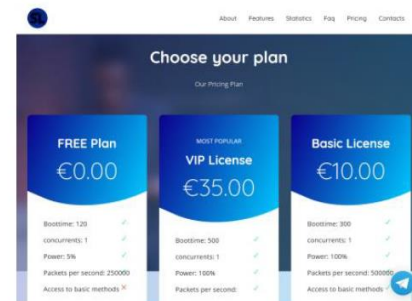 SL
About Features Statistics Faq Pricing Contacts
Choose your plan
Our Pricing Plan
FREE Plan
€0.00
Boottime: 120
concurrents: 1
Power: 5%
Packets per second: 250000
Access to basic methods
MOST POPULAR
VIP License
€35.00
Boottime: 500
concurrents: 1
Power: 100%
Packets per second:
Basic License
€10.00
Boottime: 300
concurrents: 1
Power: 100%
Packets per second: 500000
Access to basic methods